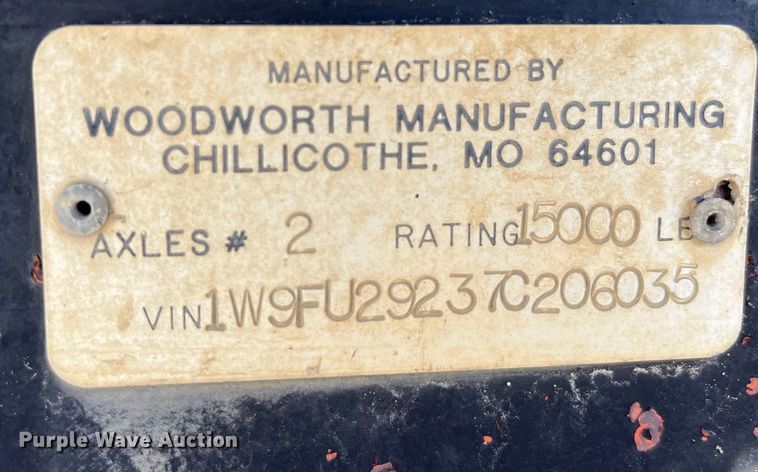 MANUFACTURED BY
WOODWORTH MANUFACTURING
CHILLICOTHE, MO 64601
AXLES # 2 RATING 15000 LB
VIN 1W9FU29237C206035
Purple Wave Auction